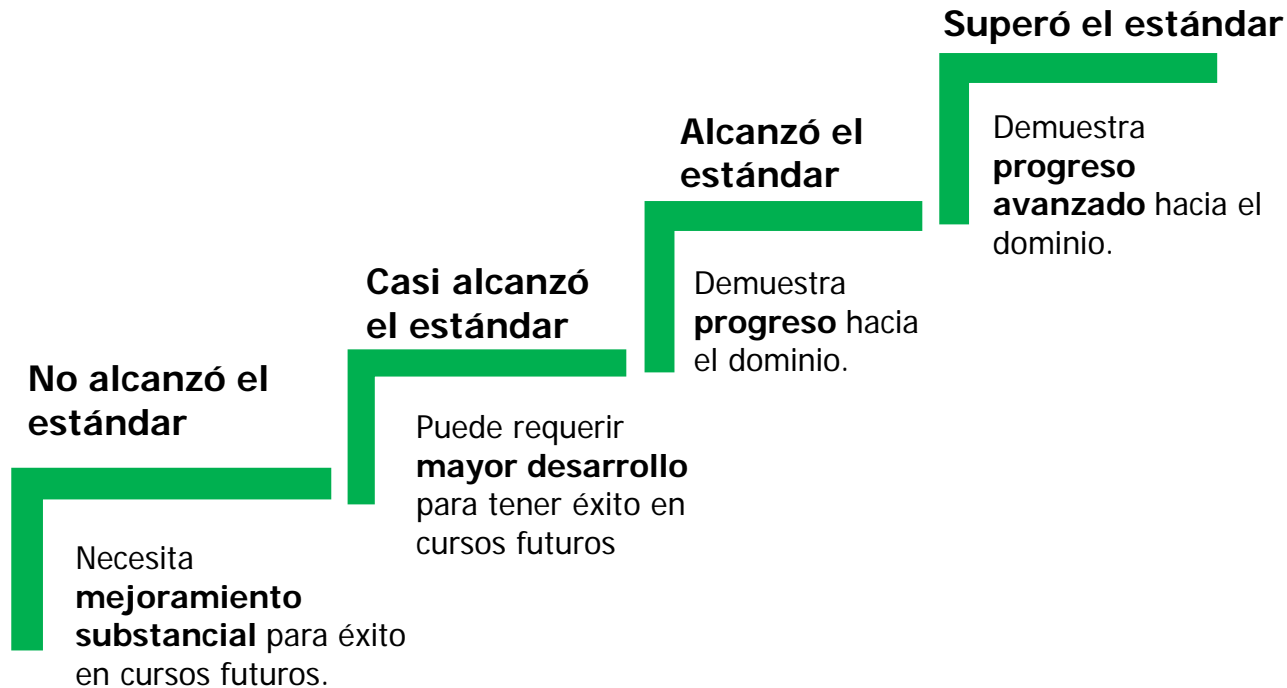 No alcanzó el
estándar
Necesita
mejoramiento
substancial para éxito
en cursos futuros.
Casi alcanzó
el estándar
Puede requerir
mayor desarrollo
para tener éxito en
cursos futuros
Alcanzó el
estándar
Demuestra
progreso hacia
el dominio.
Superó el estándar
Demuestra
progreso
avanzado hacia el
dominio.